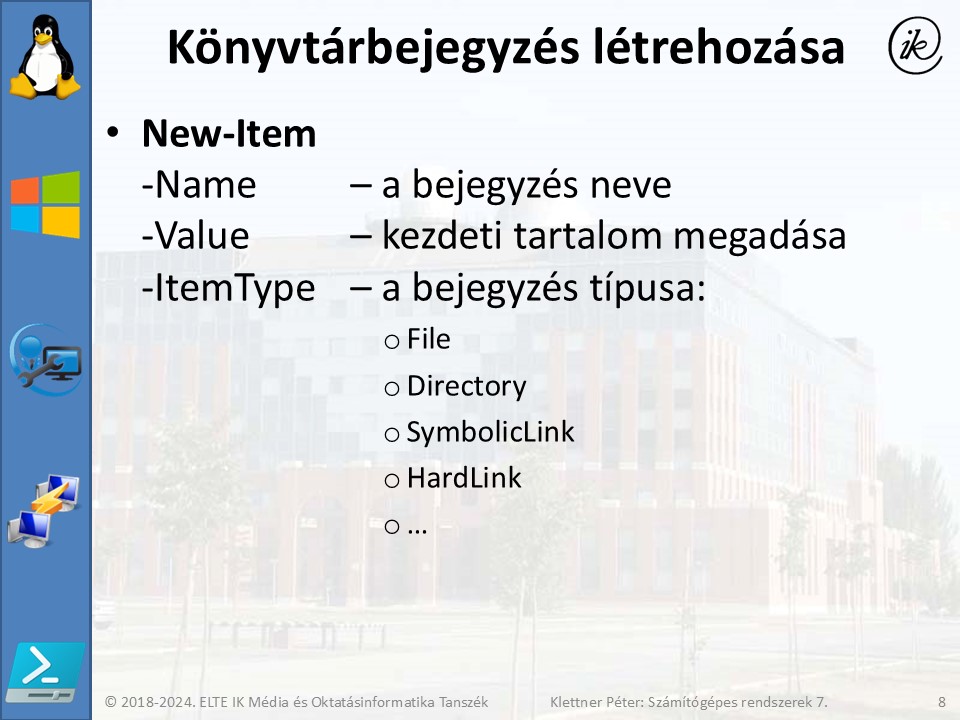 Könyvtárbejegyzés létrehozása
ik
• New-Item
-Name – a bejegyzés neve
-Value – kezdeti tartalom megadása
-ItemType – a bejegyzés típusa:
o File
o Directory
o SymbolicLink
o HardLink
o …
© 2018-2024. ELTE IK Média és Oktatásinformatika Tanszék Klettner Péter: Számítógépes rendszerek 7. 8